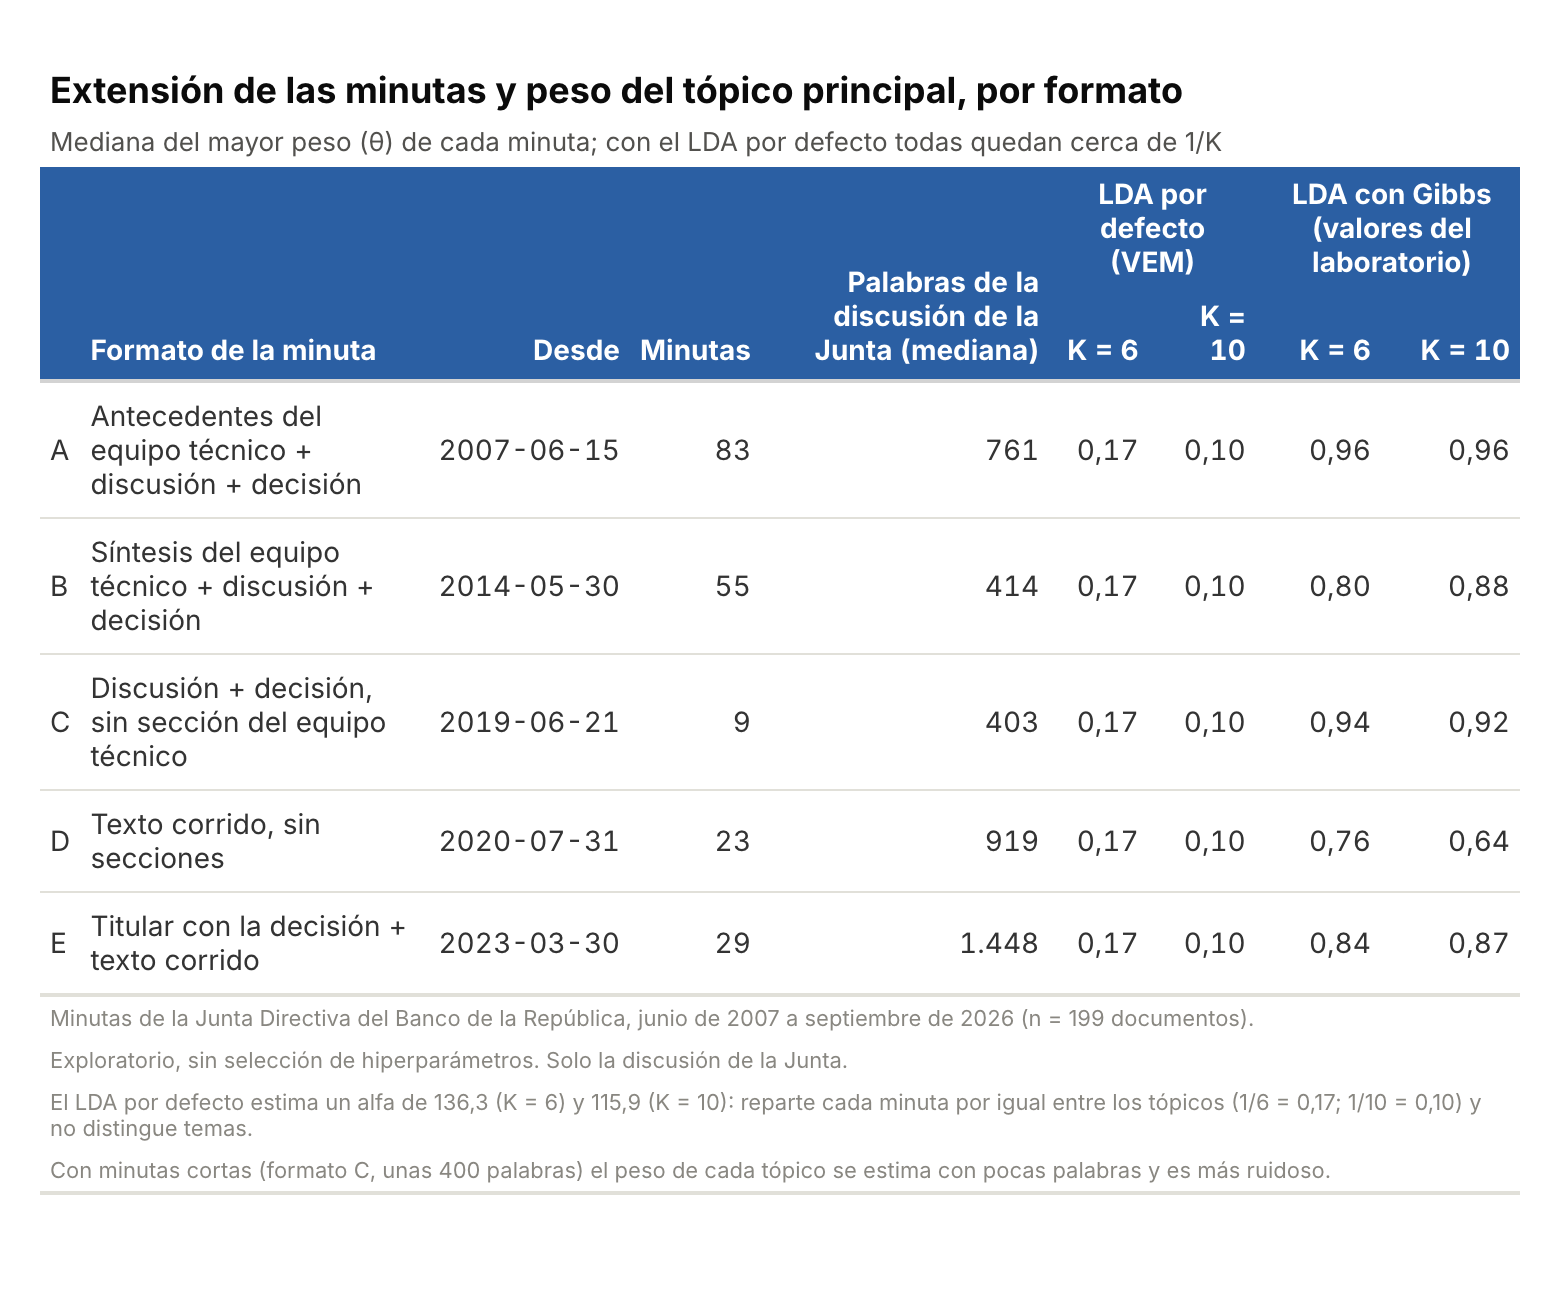 Extensión de las minutas y peso del tópico principal, por formato
Mediana del mayor peso (θ) de cada minuta; con el LDA por defecto todas quedan cerca de 1/K
LDA por
defecto
(VEM)
LDA con Gibbs
(valores del
laboratorio)
Formato de la minuta
Desde
Minutas
Palabras de la
discusión de la
Junta (mediana)
K = 6
K =
10
K = 6
K = 10
A
Antecedentes del
equipo técnico +
discusión + decisión
2007-06-15
83
761
0,17
0,10
0,96
0,96
B
Síntesis del equipo
técnico + discusión +
decisión
2014-05-30
55
414
0,17
0,10
0,80
0,88
C
Discusión + decisión,
sin sección del equipo
técnico
2019-06-21
9
403
0,17
0,10
0,94
0,92
D
Texto corrido, sin
secciones
2020-07-31
23
919
0,17
0,10
0,76
0,64
E
Titular con la decisión +
texto corrido
2023-03-30
29
1.448
0,17
0,10
0,84
0,87
Minutas de la Junta Directiva del Banco de la República, junio de 2007 a septiembre de 2026 (n = 199 documentos).
Exploratorio, sin selección de hiperparámetros. Solo la discusión de la Junta.
El LDA por defecto estima un alfa de 136,3 (K = 6) y 115,9 (K = 10): reparte cada minuta por igual entre los tópicos (1/6 = 0,17; 1/10 = 0,10) y
no distingue temas.
Con minutas cortas (formato C, unas 400 palabras) el peso de cada tópico se estima con pocas palabras y es más ruidoso.